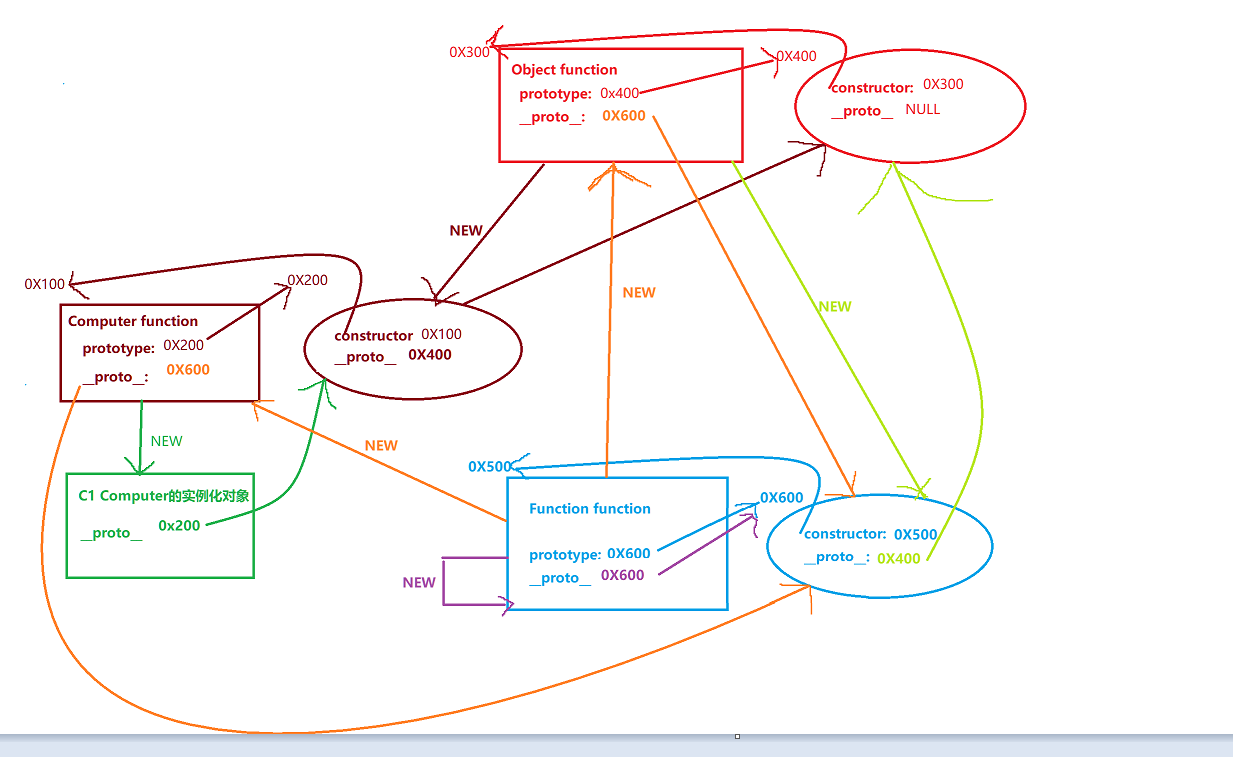 0X300
Object function
prototype: 0x400
__proto__: 0X600
0X400
constructor: 0X300
__proto__ NULL
NEW
NEW
NEW
0X100
0X200
Computer function
prototype: 0X200
__proto__: 0X600
constructor 0X100
__proto__ 0X400
NEW
NEW
C1 Computer的实例化对象
__proto__ 0x200
0X500
Function function
prototype: 0X600
__proto__ 0X600
NEW
0X600
constructor: 0X500
__proto__: 0X400